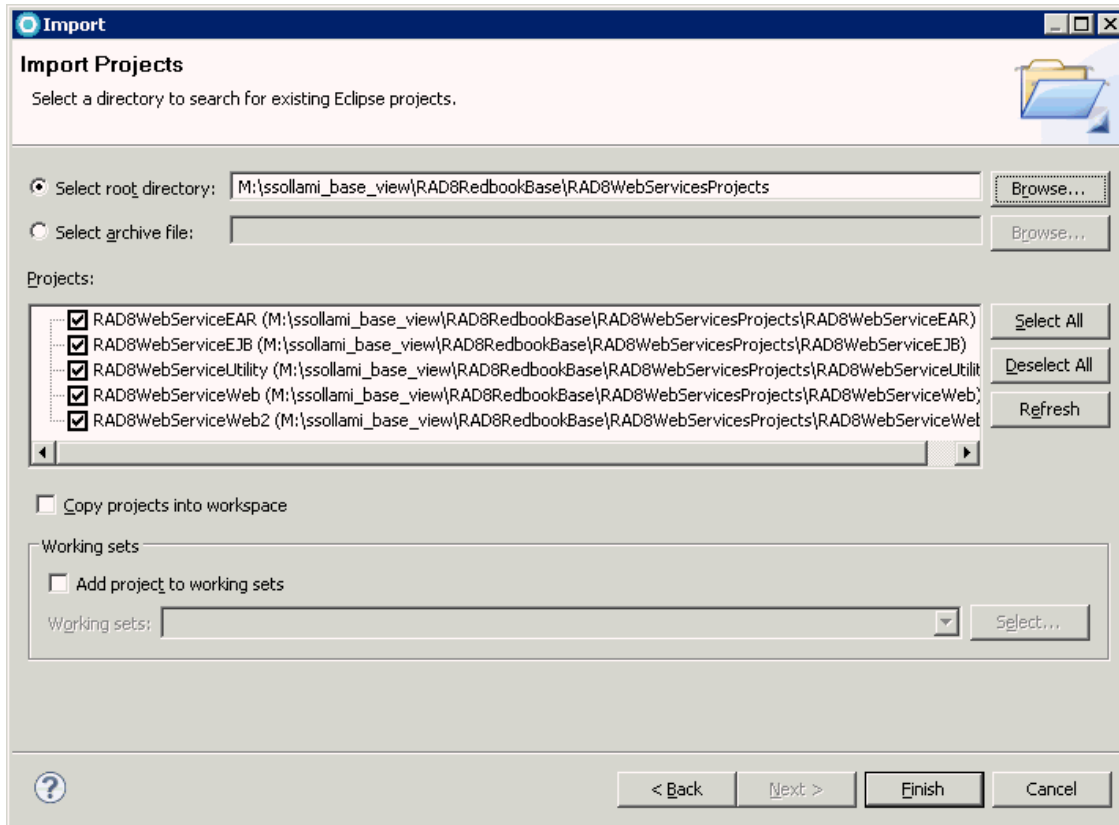 Import
Import Projects
Select a directory to search for existing Eclipse projects.
Select root directory: M:\ssollami_base_view\RAD8RedbookBase\RAD8WebServicesProjects Browse...
Select archive file: Browse...
Projects:
RAD8WebServiceEAR (M:\ssollami_base_view\RAD8RedbookBase\RAD8WebServicesProjects\RAD8WebServiceEAR) Select All
RAD8WebServiceEJB (M:\ssollami_base_view\RAD8RedbookBase\RAD8WebServicesProjects\RAD8WebServiceEJB)
RAD8WebServiceUtility (M:\ssollami_base_view\RAD8RedbookBase\RAD8WebServicesProjects\RAD8WebServiceUtilit Deselect All
RAD8WebServiceWeb (M:\ssollami_base_view\RAD8RedbookBase\RAD8WebServicesProjects\RAD8WebServiceWeb)
RAD8WebServiceWeb2 (M:\ssollami_base_view\RAD8RedbookBase\RAD8WebServicesProjects\RAD8WebServiceWeb Refresh
Copy projects into workspace
Working sets
Add project to working sets
Working sets: Select...
? < Back Next > Finish Cancel